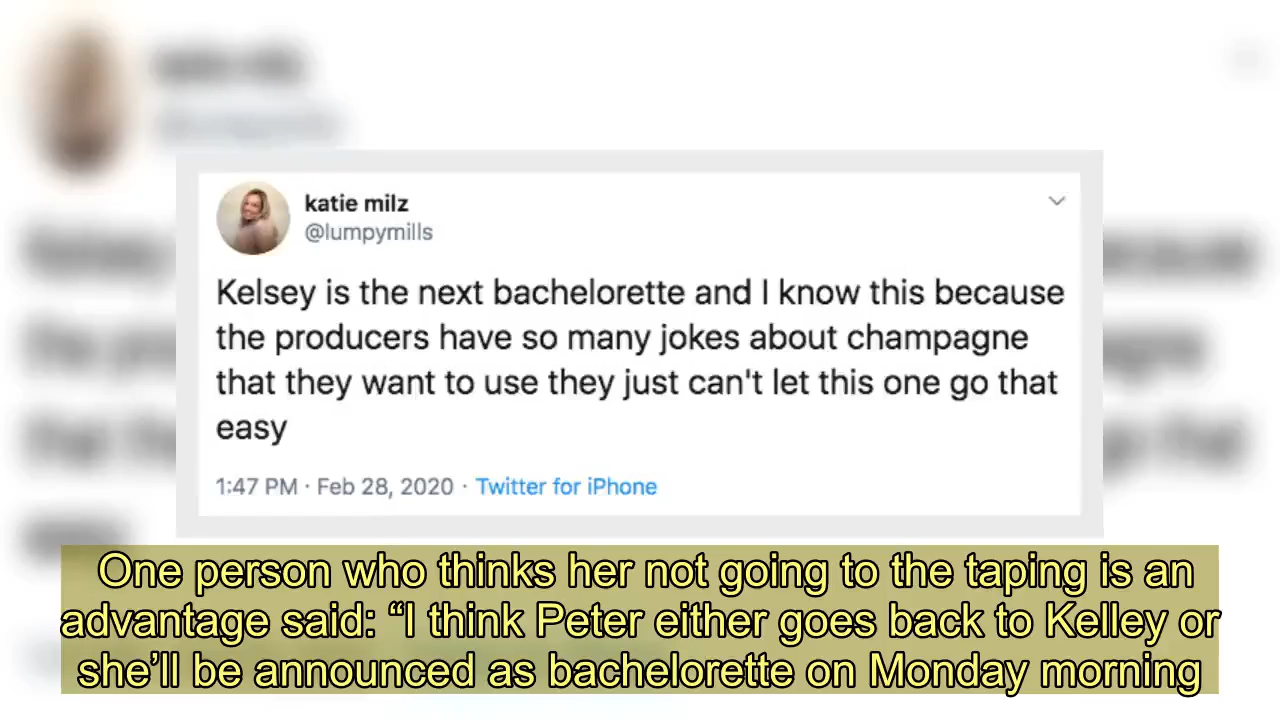 katie milz
@lumpymills
Kelsey is the next bachelorette and I know this because
the producers have so many jokes about champagne
that they want to use they just can't let this one go that
easy
1:47 PM · Feb 28, 2020 · Twitter for iPhone
One person who thinks her not going to the taping is an
advantage said: “I think Peter either goes back to Kelley or
she’ll be announced as bachelorette on Monday morning